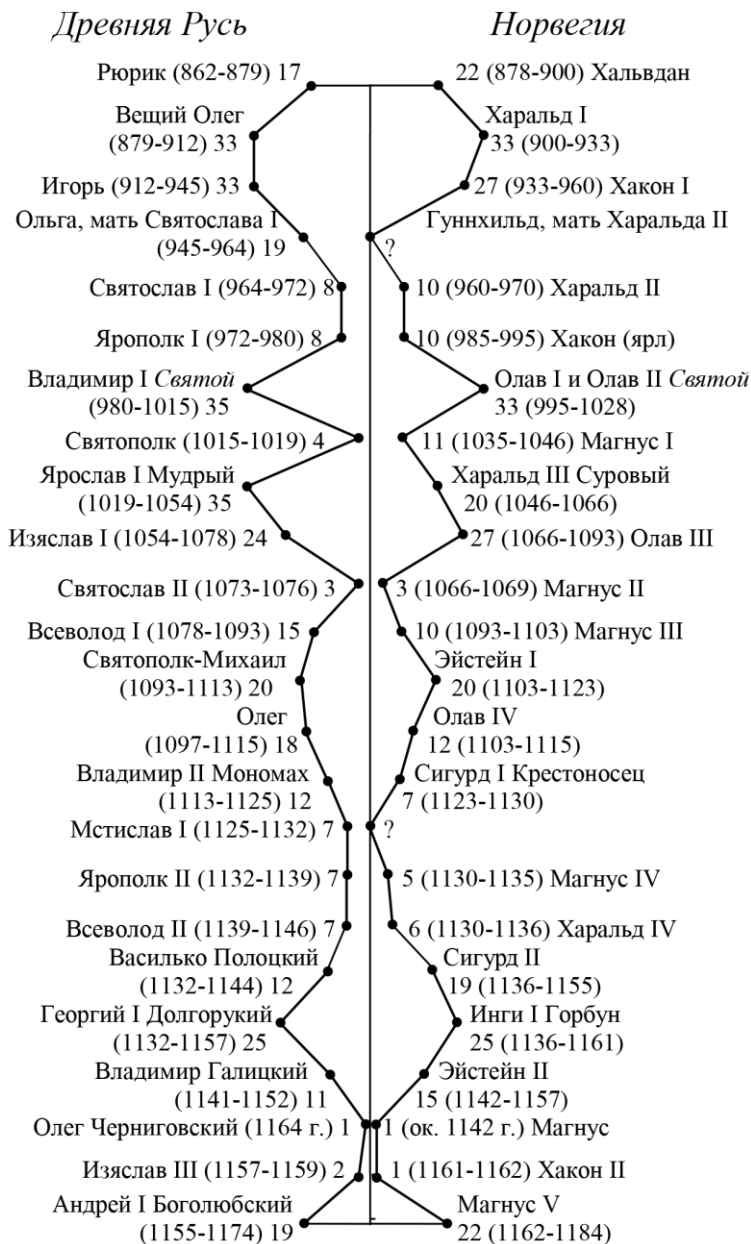 Древняя Русь Норвегия
Рюрик (862-879) 17 22 (878-900) Хальвдан
Вещий Олег Харальд I
(879-912) 33 33 (900-933)
Игорь (912-945) 33 27 (933-960) Хакон I
Ольга, мать Святослава I Гуннхильд, мать Харальда II
(945-964) 19 ?
Святослав I (964-972) 8 10 (960-970) Харальд II
Ярополк I (972-980) 8 10 (985-995) Хакон (ярл)
Владимир I Святой Олав I и Олав II Святой
(980-1015) 35 33 (995-1028)
Святополк (1015-1019) 4 11 (1035-1046) Магнус I
Ярослав I Мудрый Харальд III Суровый
(1019-1054) 35 20 (1046-1066)
Изяслав I (1054-1078) 24 27 (1066-1093) Олав III
Святослав II (1073-1076) 3 3 (1066-1069) Магнус II
Всеволод I (1078-1093) 15 10 (1093-1103) Магнус III
Святополк-Михаил Эйстейн I
(1093-1113) 20 20 (1103-1123)
Олег Олав IV
(1097-1115) 18 12 (1103-1115)
Владимир II Мономах Сигурд I Крестоносец
(1113-1125) 12 7 (1123-1130)
Мстислав I (1125-1132) 7 ?
Ярополк II (1132-1139) 7 5 (1130-1135) Магнус IV
Всеволод II (1139-1146) 7 6 (1130-1136) Харальд IV
Василько Полоцкий Сигурд II
(1132-1144) 12 19 (1136-1155)
Георгий I Долгорукий Инги I Горбун
(1132-1157) 25 25 (1136-1161)
Владимир Галицкий Эйстейн II
(1141-1152) 11 15 (1142-1157)
Олег Черниговский (1164 г.) 1 1 (ок. 1142 г.) Магнус
Изяслав III (1157-1159) 2 1 (1161-1162) Хакон II
Андрей I Боголюбский Магнус V
(1155-1174) 19 22 (1162-1184)